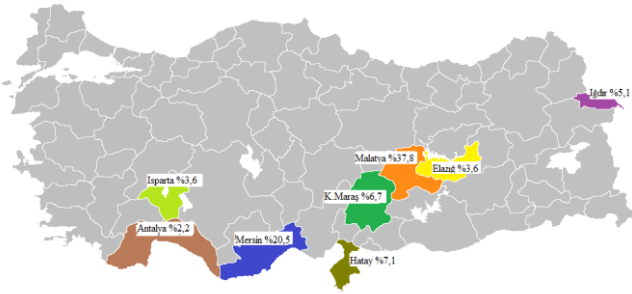 Iğdır %5,1
Malatya %37,8
Elazığ %3,6
Isparta %3,6
K.Maraş %6,7
Antalya %2,2
Mersin %20,5
Hatay %7,1